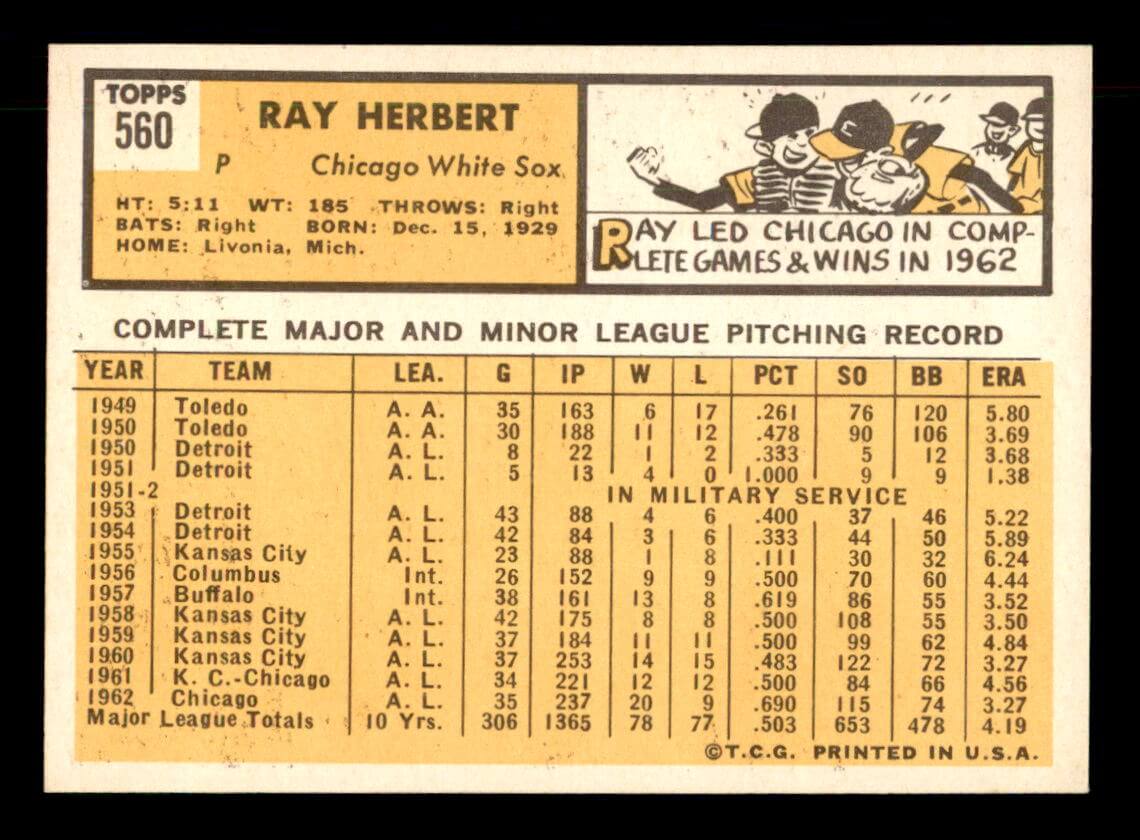 TOPPS
560
RAY HERBERT
P Chicago White Sox
HT: 5:11 WT: 185 THROWS: Right
BATS: Right BORN: Dec. 15, 1929
HOME: Livonia, Mich.
C
RAY LED CHICAGO IN COMP-
LETE GAMES & WINS IN 1962
COMPLETE MAJOR AND MINOR LEAGUE PITCHING RECORD
YEAR TEAM LEA. G IP W L PCT SO BB ERA
1949 Toledo A. A. 35 163 6 17 .261 76 120 5.80
1950 Toledo A. A. 30 188 11 12 .478 90 106 3.69
1950 Detroit A. L. 8 22 1 2 .333 5 12 3.68
1951 Detroit A. L. 5 13 4 0 1.000 9 9 1.38
1951-2 IN MILITARY SERVICE
1953 Detroit A. L. 43 88 4 6 .400 37 46 5.22
1954 Detroit A. L. 42 84 3 6 .333 44 50 5.89
1955 Kansas City A. L. 23 88 1 8 .111 30 32 6.24
1956 Columbus Int. 26 152 9 9 .500 70 60 4.44
1957 Buffalo Int. 38 161 13 8 .619 86 55 3.52
1958 Kansas City A. L. 42 175 8 8 .500 108 55 3.50
1959 Kansas City A. L. 37 184 11 11 .500 99 62 4.84
1960 Kansas City A. L. 37 253 14 15 .483 122 72 3.27
1961 K. C.-Chicago A. L. 34 221 12 12 .500 84 66 4.56
1962 Chicago A. L. 35 237 20 9 .690 115 74 3.27
Major League Totals 10 Yrs. 306 1365 78 77 .503 653 478 4.19
©T.C.G. PRINTED IN U.S.A.